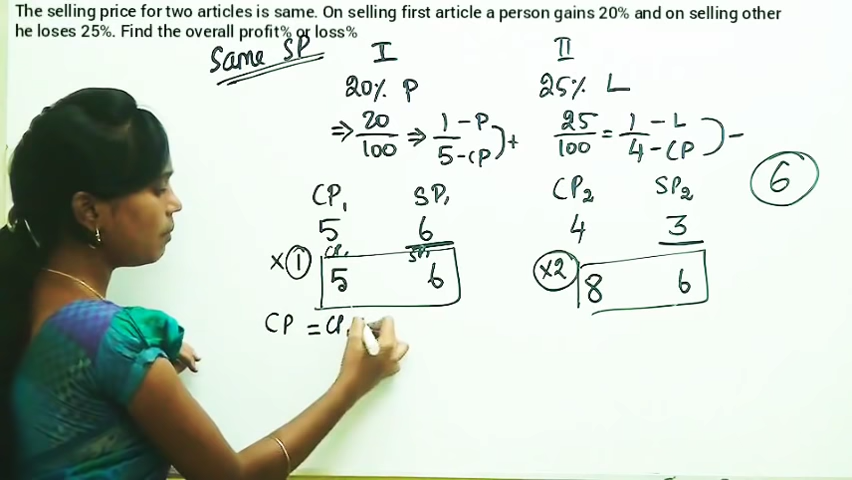 The selling price for two articles is same. On selling first article a person gains 20% and on selling other
he loses 25%. Find the overall profit% or loss%
Same SP I II
20% P 25% L
⇒ 20/100 ⇒ 1-P/5-CP ) + 25/100 = 1-L/4-CP ) -
6
CP₁ SP₁ CP₂ SP₂
5 6 4 3
CP₁ SP₁
×1 5 6 ×2 8 6
CP = CP₁